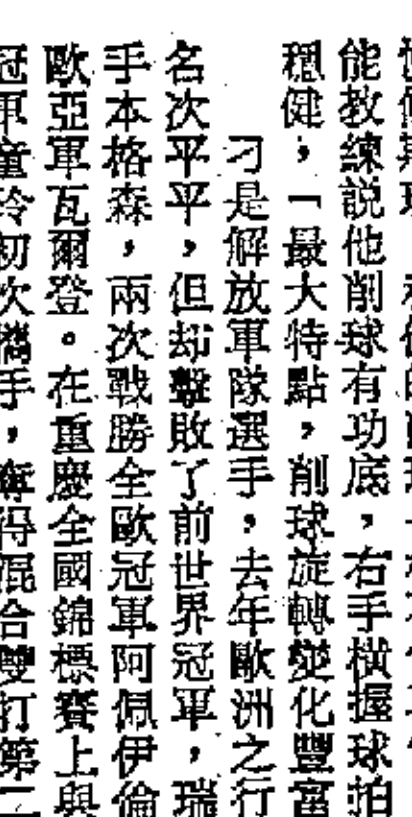 能教練説他削球有功底，右手橫握球拍
穩健，「最大特點，削球旋轉變化豐富
刁是解放軍隊選手，去年歐洲之行
名次平平，但却擊敗了前世界冠軍，瑞
手本格森，兩次戰勝全歐冠軍阿佩伊倫
歐亞軍瓦爾登。在重慶全國錦標賽上與
冠軍童玲初次攜手，奪得混合雙打第二